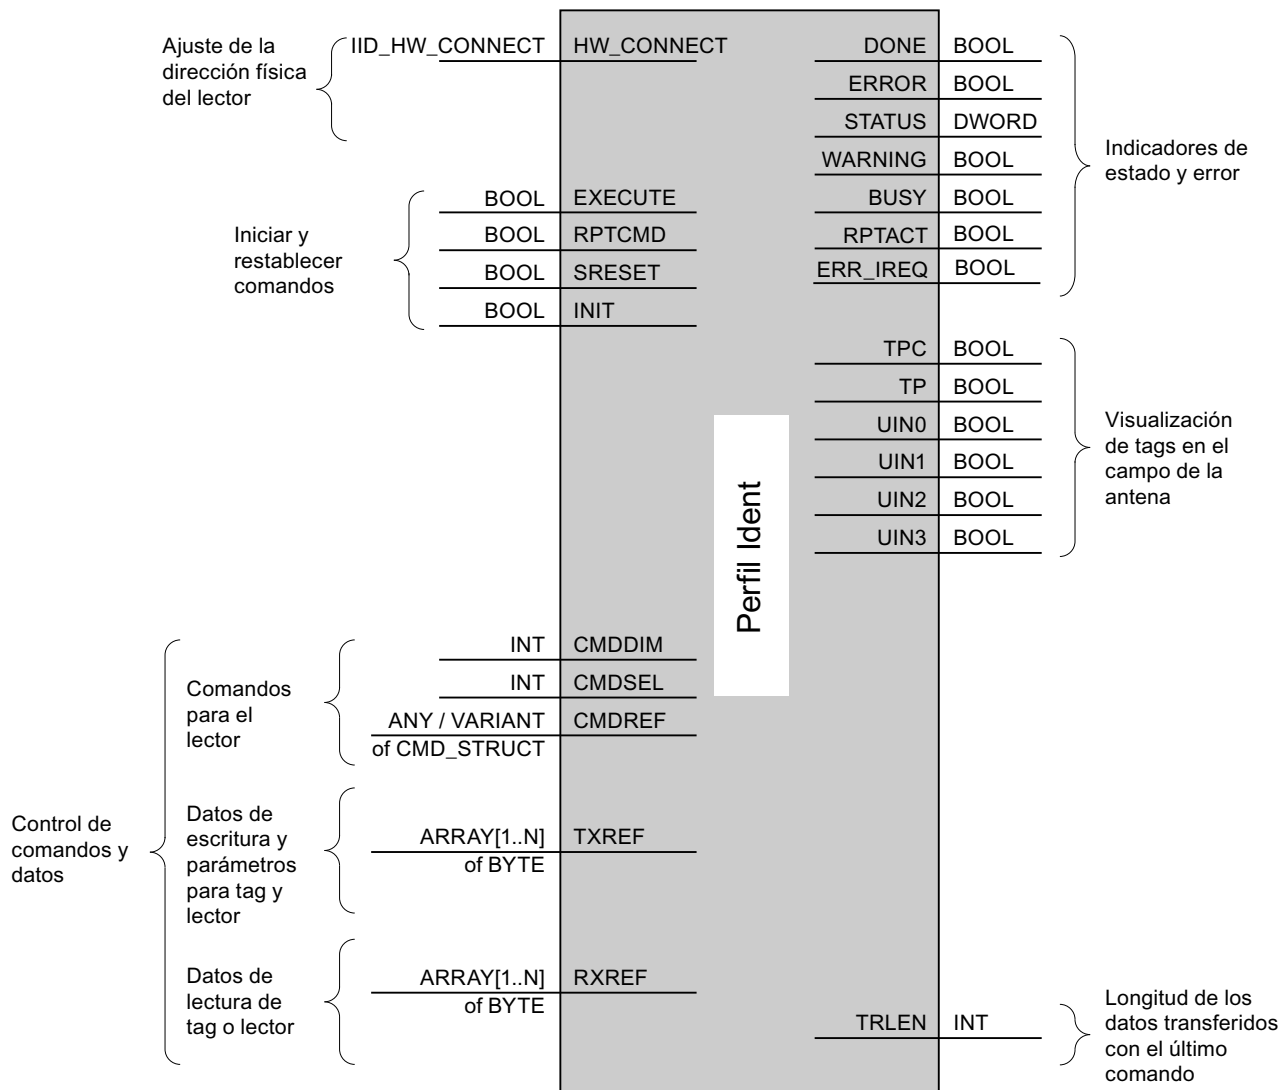 Ajuste de la
dirección física
del lector
IID_HW_CONNECT HW_CONNECT
Iniciar y
restablecer
comandos
BOOL EXECUTE
BOOL RPTCMD
BOOL SRESET
BOOL INIT
DONE BOOL
ERROR BOOL
STATUS DWORD
WARNING BOOL
BUSY BOOL
RPTACT BOOL
ERR_IREQ BOOL
Indicadores de
estado y error
TPC BOOL
TP BOOL
UIN0 BOOL
UIN1 BOOL
UIN2 BOOL
UIN3 BOOL
Visualización
de tags en el
campo de la
antena
Perfil Ident
Control de
comandos y
datos
Comandos
para el
lector
INT CMDDIM
INT CMDSEL
ANY / VARIANT CMDREF
of CMD_STRUCT
Datos de
escritura y
parámetros
para tag y
lector
ARRAY[1..N] TXREF
of BYTE
Datos de
lectura de
tag o lector
ARRAY[1..N] RXREF
of BYTE
TRLEN INT
Longitud de los
datos transferidos
con el último
comando